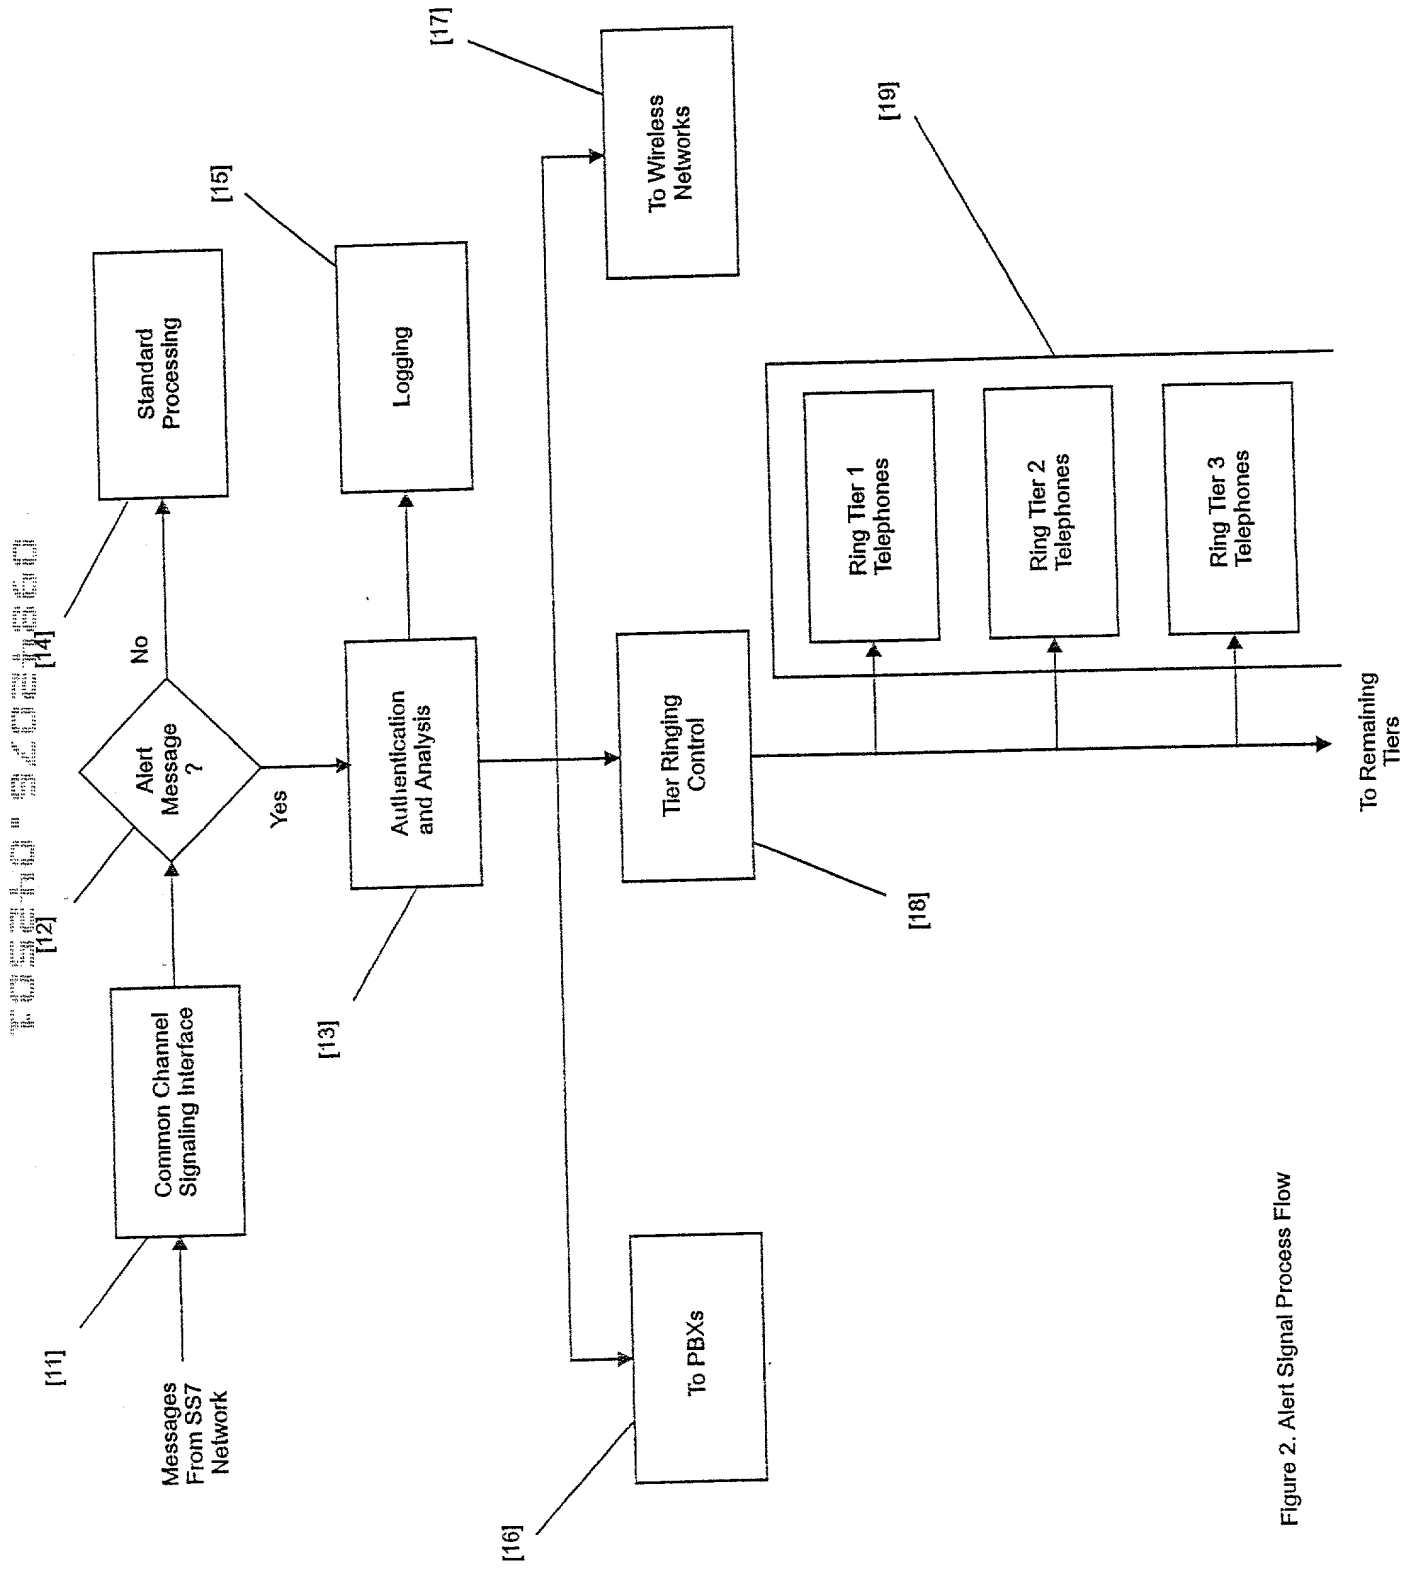 [11]
Messages
From SS7
Network
Common Channel
Signaling Interface
[12]
Alert
Message
?
No
Yes
[14]
Standard
Processing
[13]
Authentication
and Analysis
[15]
Logging
[16]
To PBXs
[18]
Tier Ringing
Control
[17]
To Wireless
Networks
[19]
Ring Tier 1
Telephones
Ring Tier 2
Telephones
Ring Tier 3
Telephones
To Remaining
Tiers
Figure 2. Alert Signal Process Flow